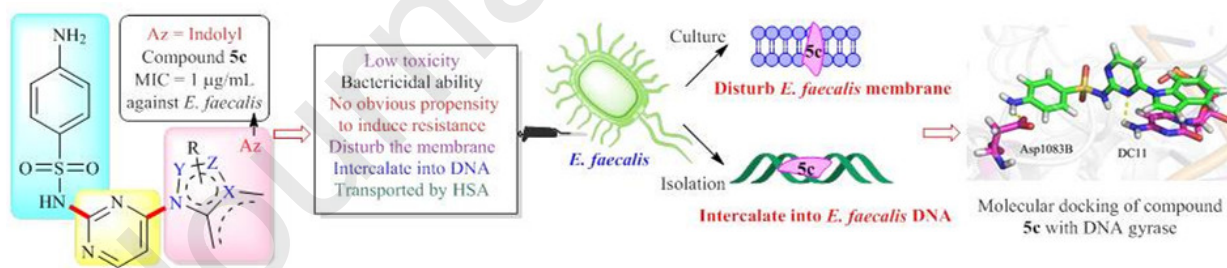 NH2
O=S=O
HN
N
N
N
Y
R
Z
X
Az
Az = Indolyl
Compound 5c
MIC = 1 μg/mL
against E. faecalis
Low toxicity
Bactericidal ability
No obvious propensity
to induce resistance
Disturb the membrane
Intercalate into DNA
Transported by HSA
E. faecalis
Culture
5c
Disturb E. faecalis membrane
Isolation
5c
Intercalate into E. faecalis DNA
Asp1083B
DC11
Molecular docking of compound
5c with DNA gyrase